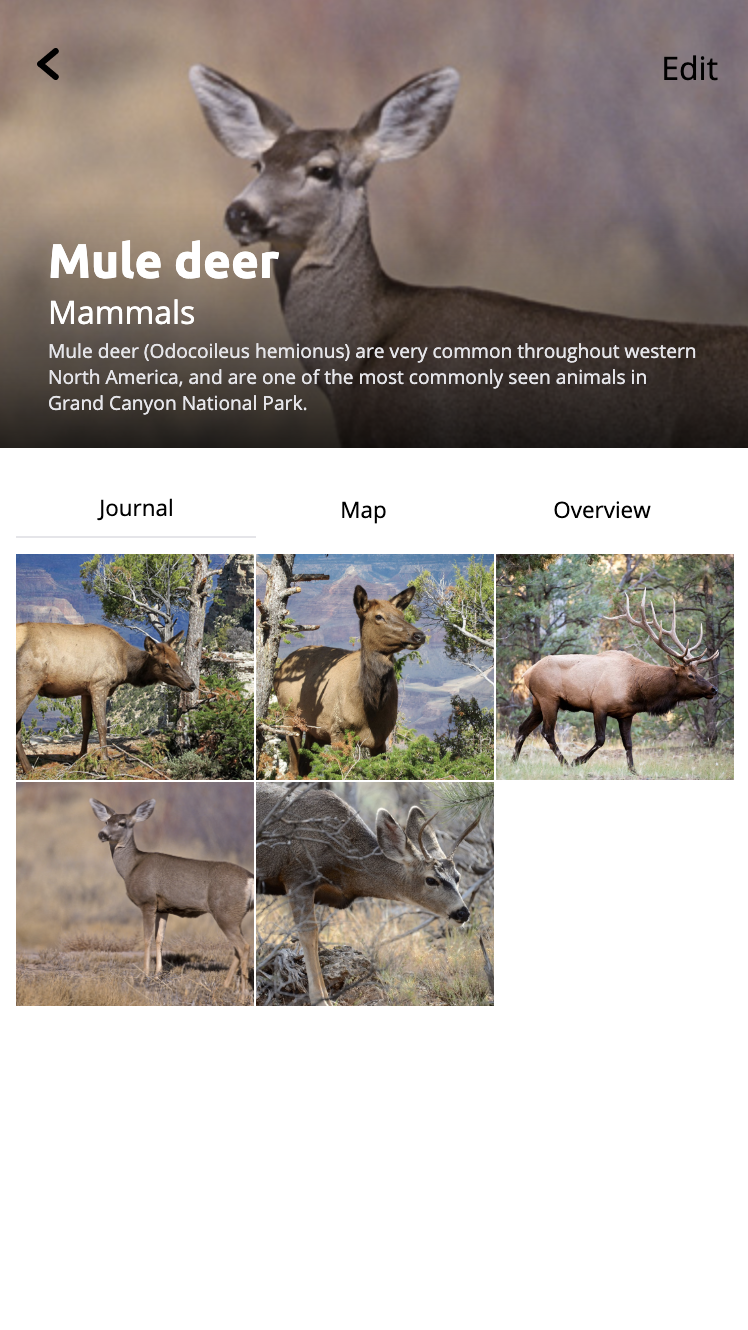 Edit
Mule deer
Mammals
Mule deer (Odocoileus hemionus) are very common throughout western
North America, and are one of the most commonly seen animals in
Grand Canyon National Park.
Journal
Map
Overview